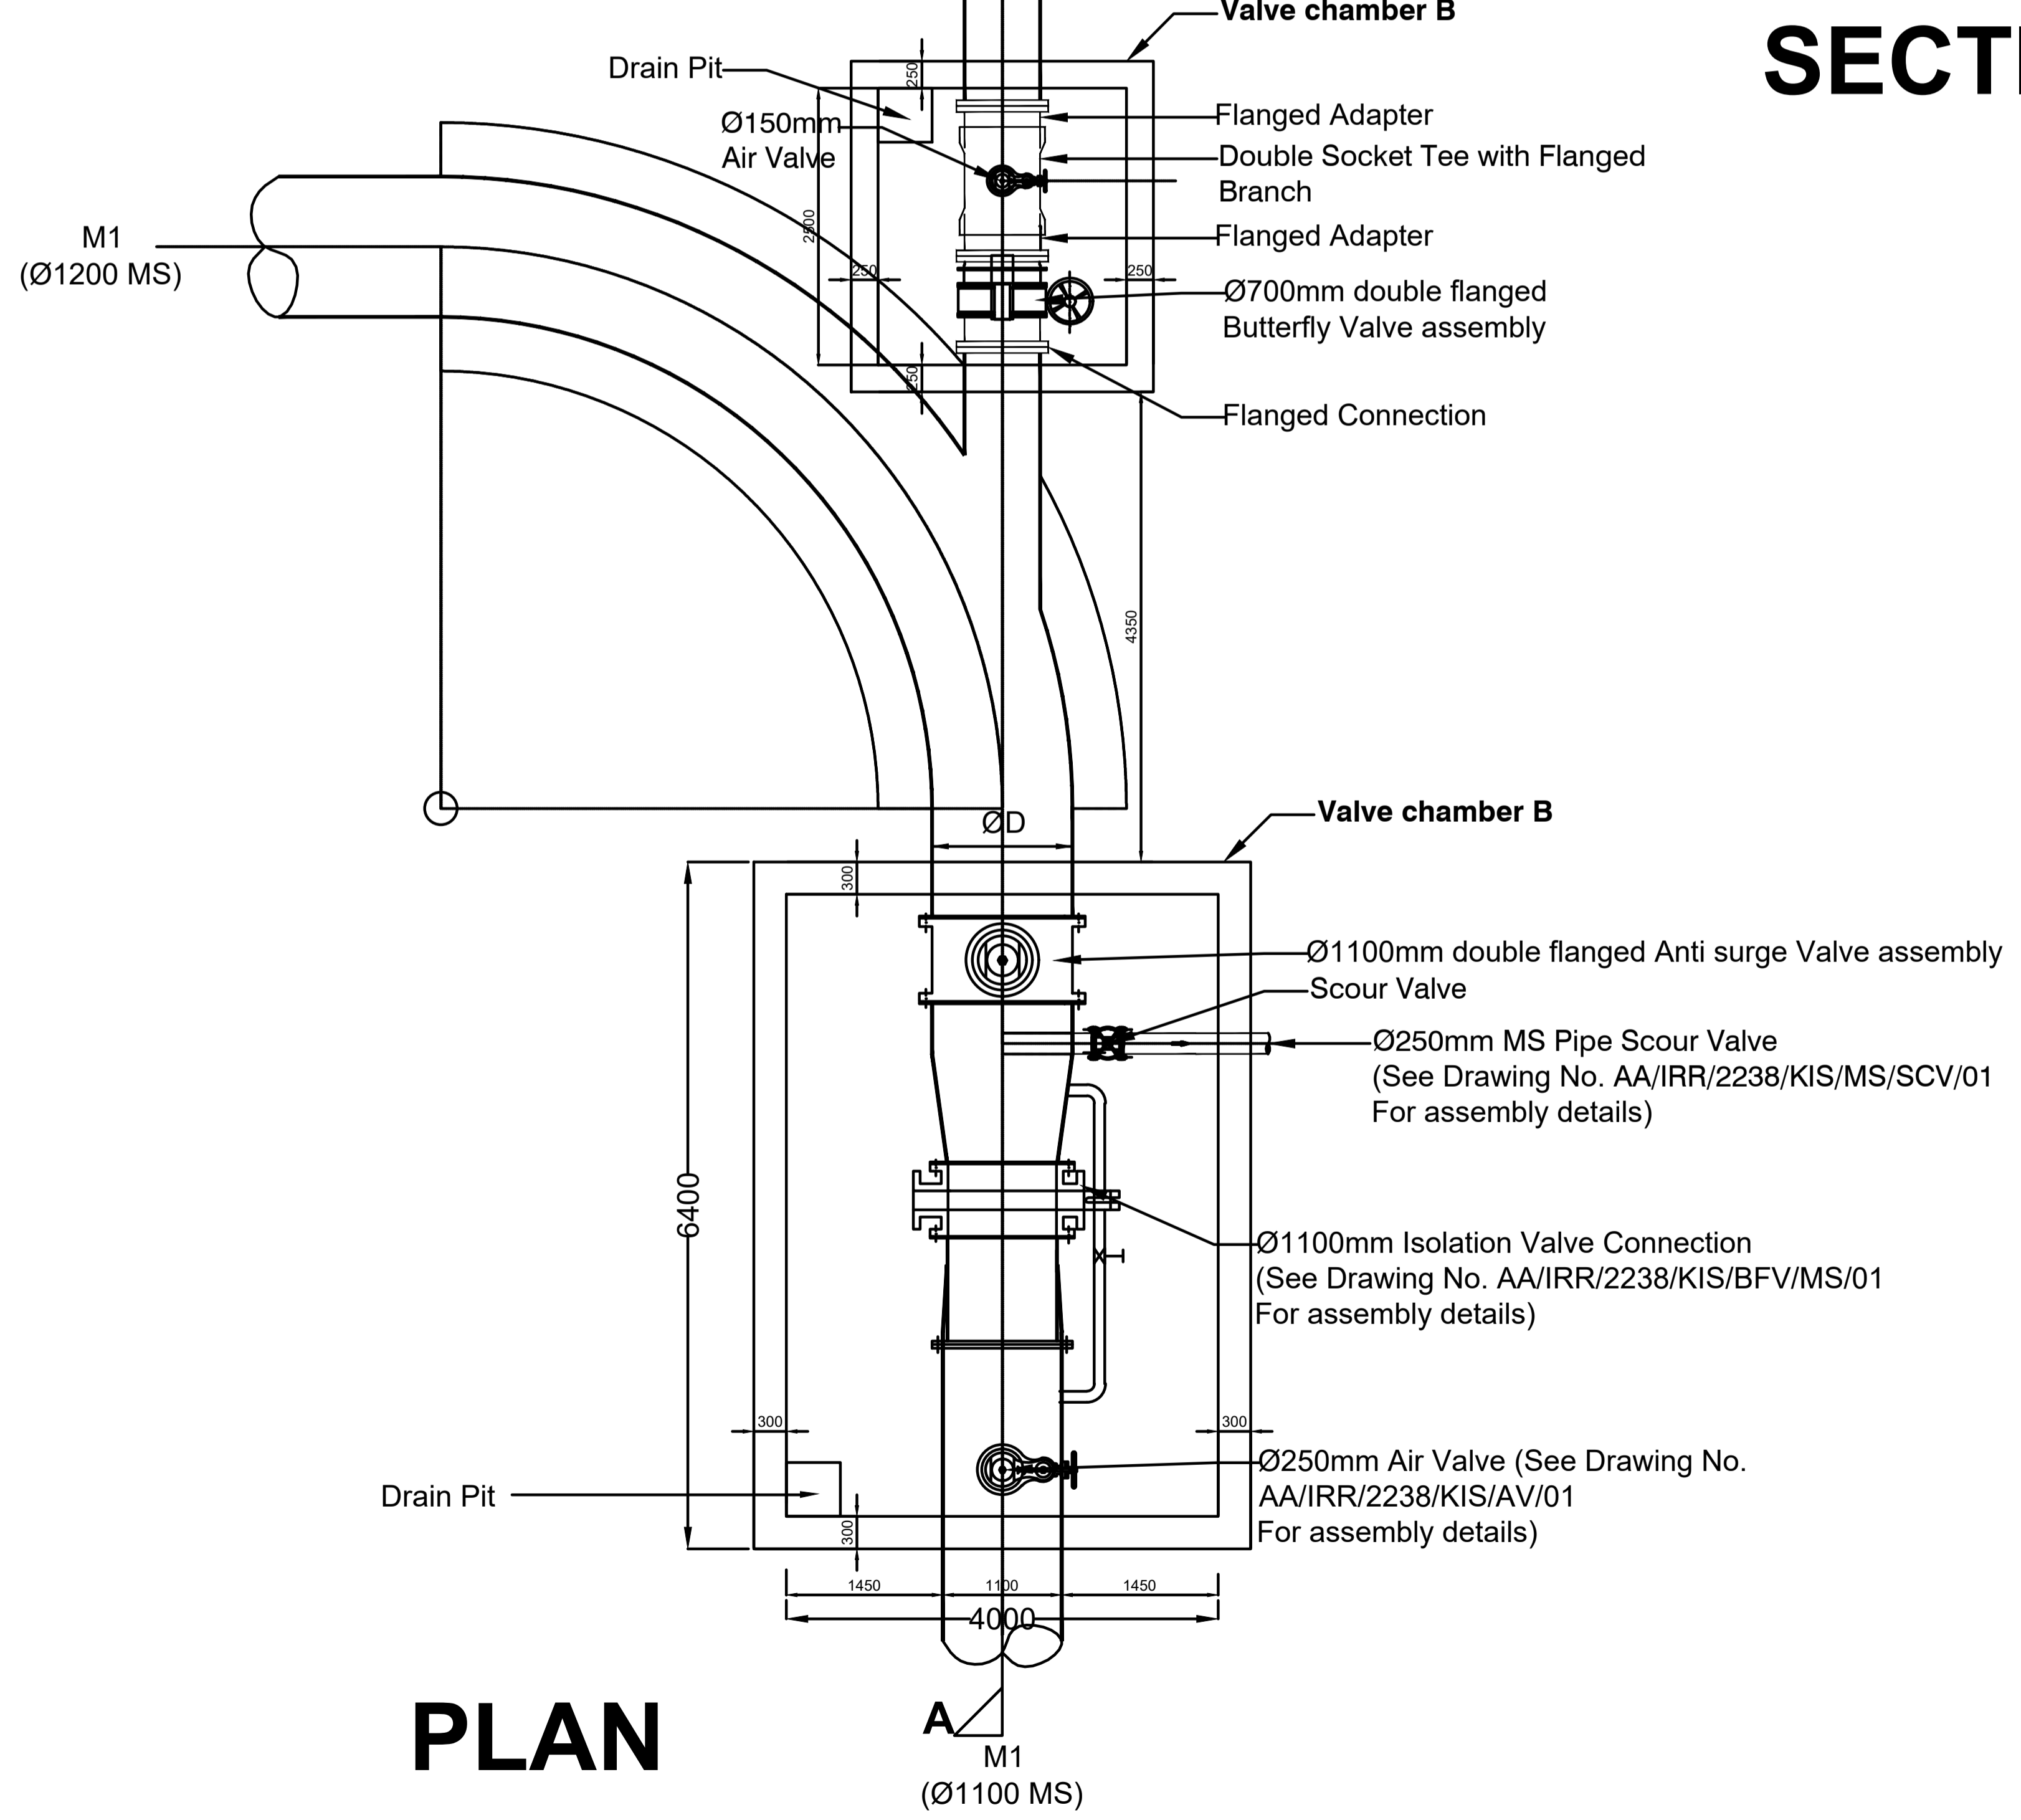 Valve chamber B
SECTI
Drain Pit
250
Flanged Adapter
Ø150mm
Air Valve
Double Socket Tee with Flanged
Branch
2500
Flanged Adapter
M1
(Ø1200 MS)
250
250
Ø700mm double flanged
Butterfly Valve assembly
250
Flanged Connection
4350
ØD
Valve chamber B
300
Ø1100mm double flanged Anti surge Valve assembly
Scour Valve
Ø250mm MS Pipe Scour Valve
(See Drawing No. AA/IRR/2238/KIS/MS/SCV/01
For assembly details)
6400
Ø1100mm Isolation Valve Connection
(See Drawing No. AA/IRR/2238/KIS/BFV/MS/01
For assembly details)
300
300
Ø250mm Air Valve (See Drawing No.
AA/IRR/2238/KIS/AV/01
For assembly details)
Drain Pit
300
1450
1100
1450
4000
PLAN
A
M1
(Ø1100 MS)